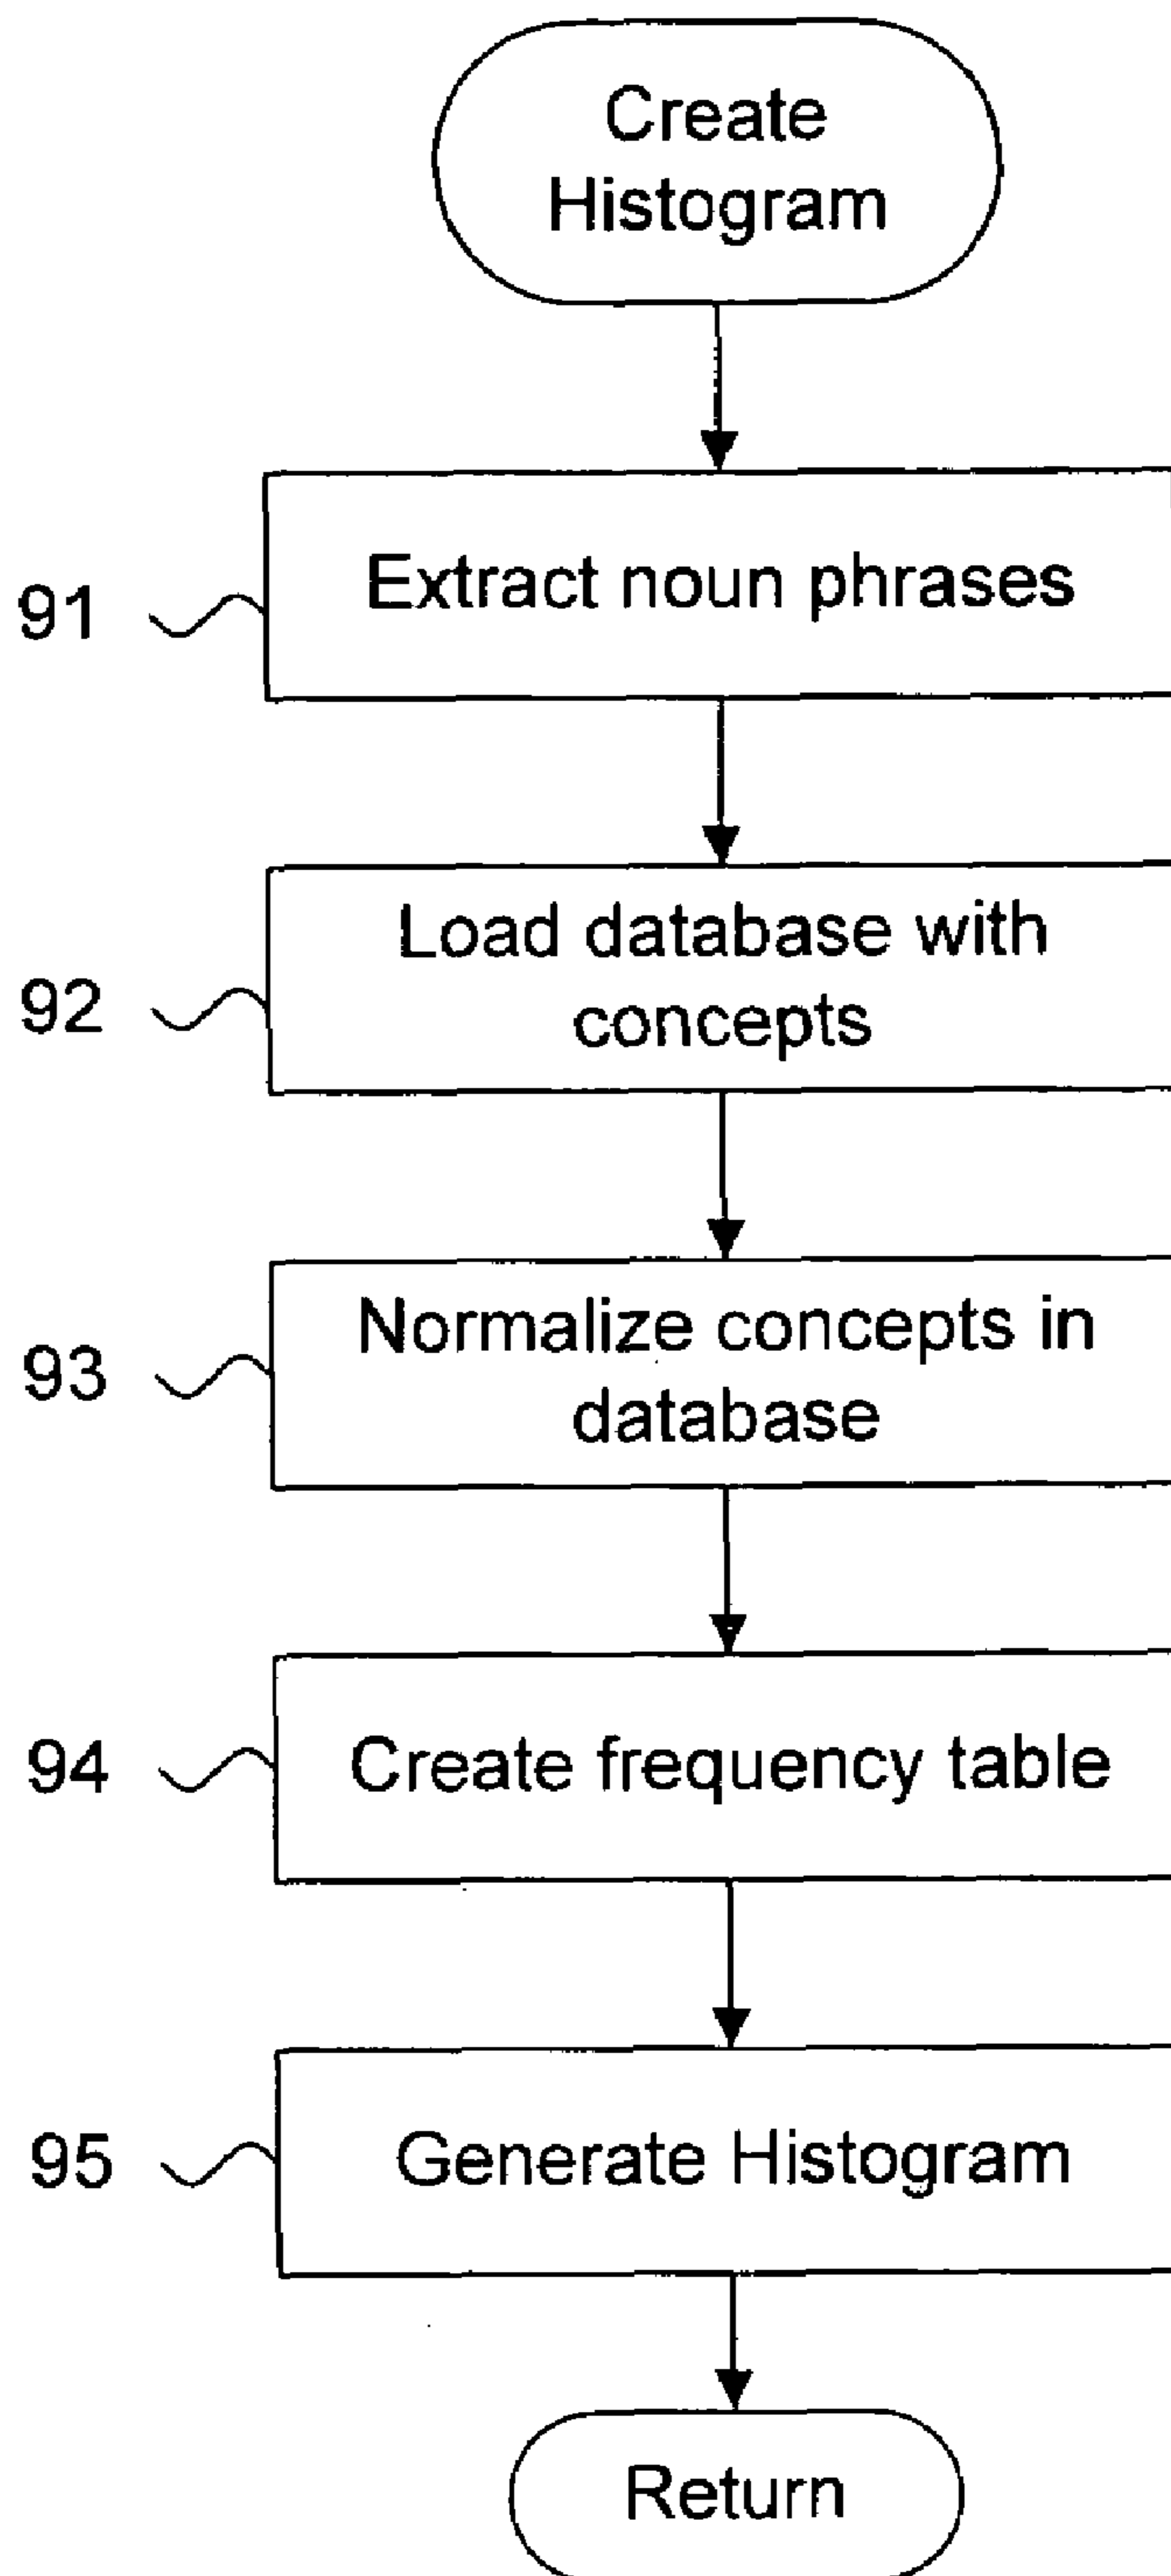 Create
Histogram
91
Extract noun phrases
92
Load database with
concepts
93
Normalize concepts in
database
94
Create frequency table
95
Generate Histogram
Return